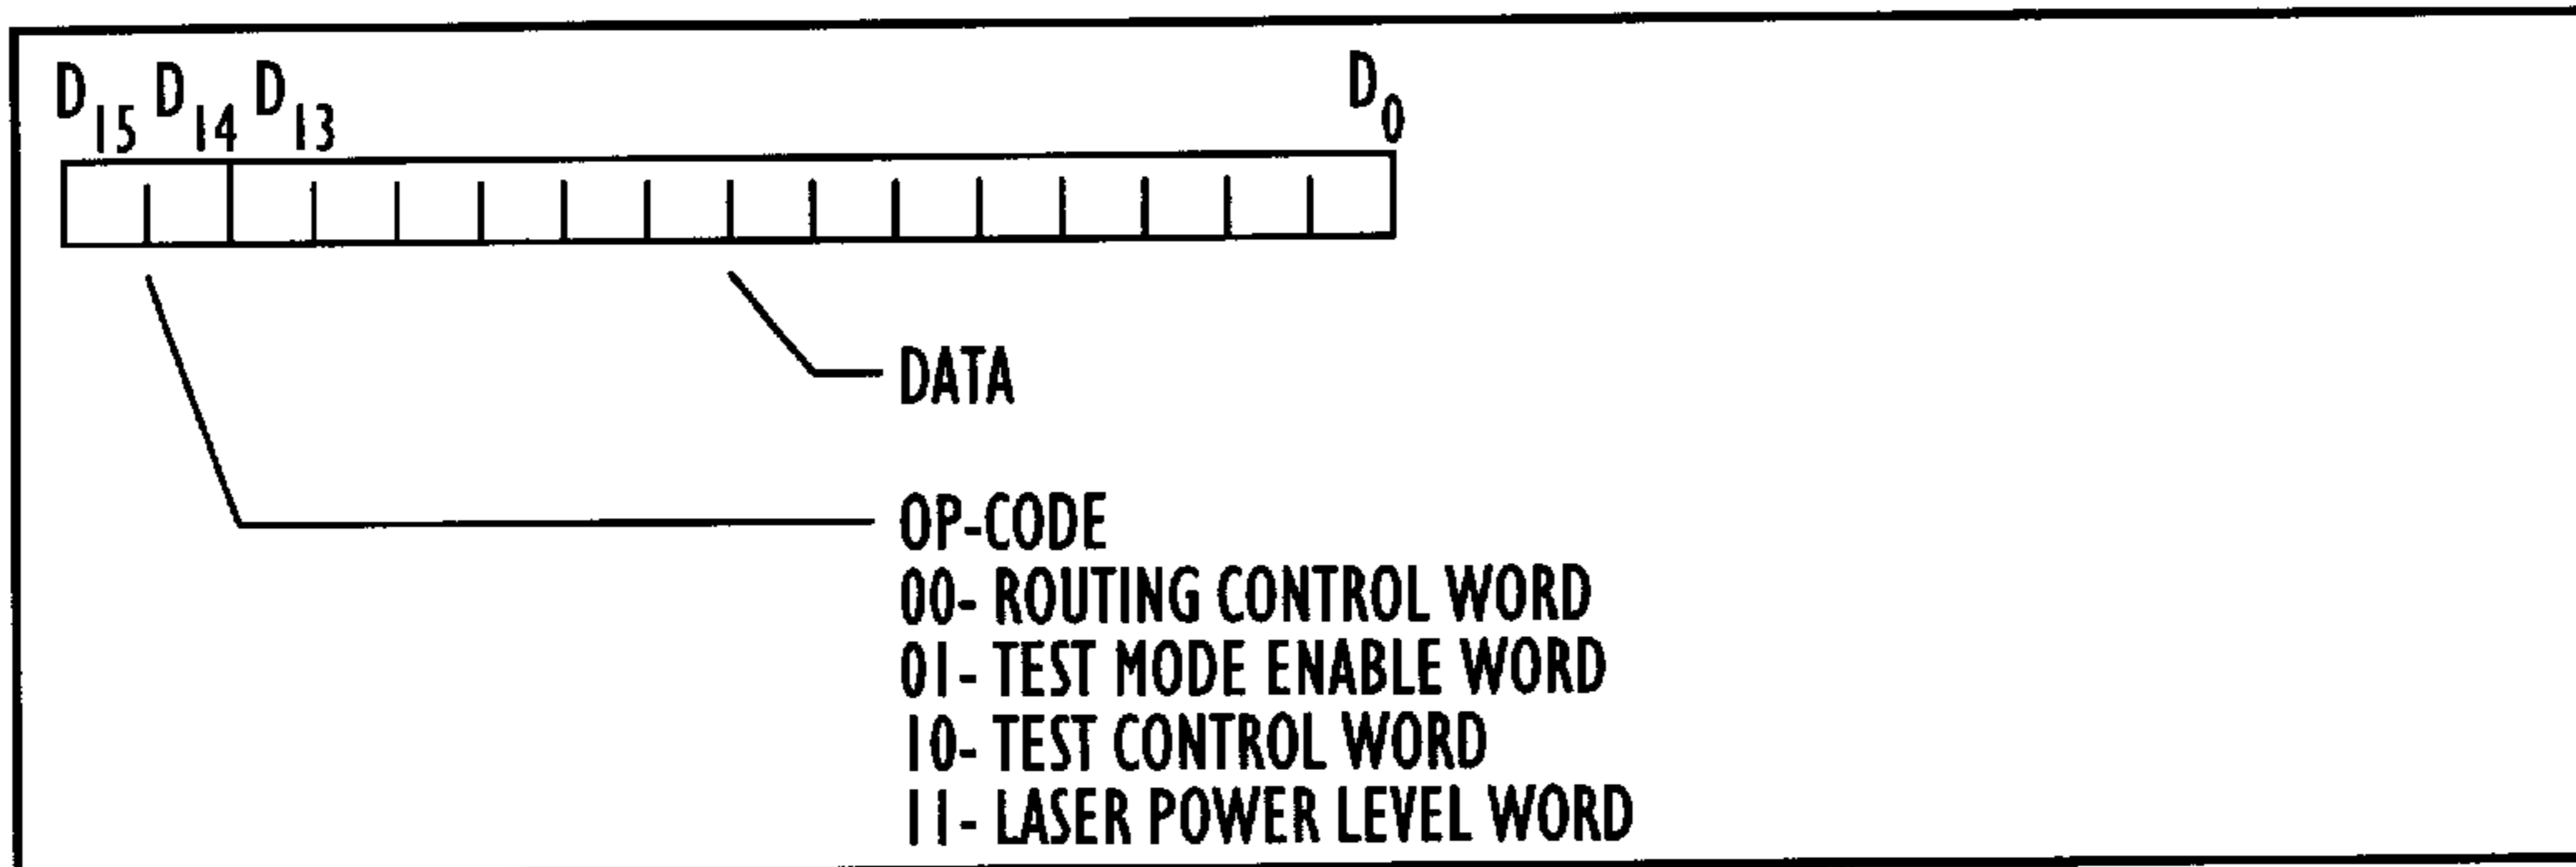 D15 D14 D13 D0
DATA
OP-CODE
00- ROUTING CONTROL WORD
01- TEST MODE ENABLE WORD
10- TEST CONTROL WORD
11- LASER POWER LEVEL WORD